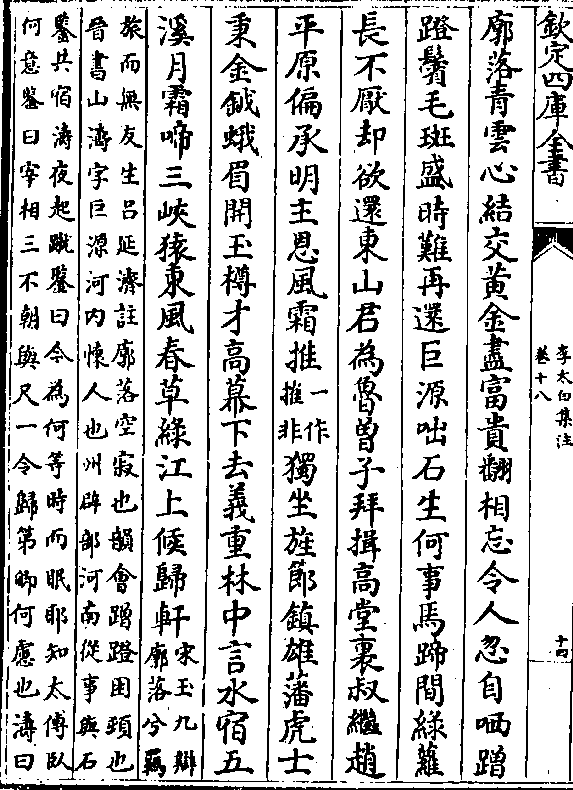 欽定四庫全書
李太白集注
卷十八
十四
廓落青雲心結交黄金盡富貴翻相忘令人忽自哂蹭
蹬鬢毛斑盛時難再還巨源咄石生何事馬蹄間緑蘿
長不厭却欲還東山君為魯曽子拜揖高堂裏叔繼趙
平原偏承明主恩風霜推一作摧非獨坐旌節鎮雄藩虎士
秉金鉞蛾眉開玉樽才高幕下去義重林中言水宿五
溪月霜啼三峽猿東風春草緑江上候歸軒宋玉九辯廓落兮羈
旅而無友生吕延濟註廓落空寂也韻會蹭蹬困頓也
晉書山濤字巨源河内懷人也州辟部河南從事與石
鑒共宿濤夜起蹴鑒曰今為何等時而眠耶知太傅卧
何意鑒曰宰相三不朝與尺一令歸第卿何慮也濤曰